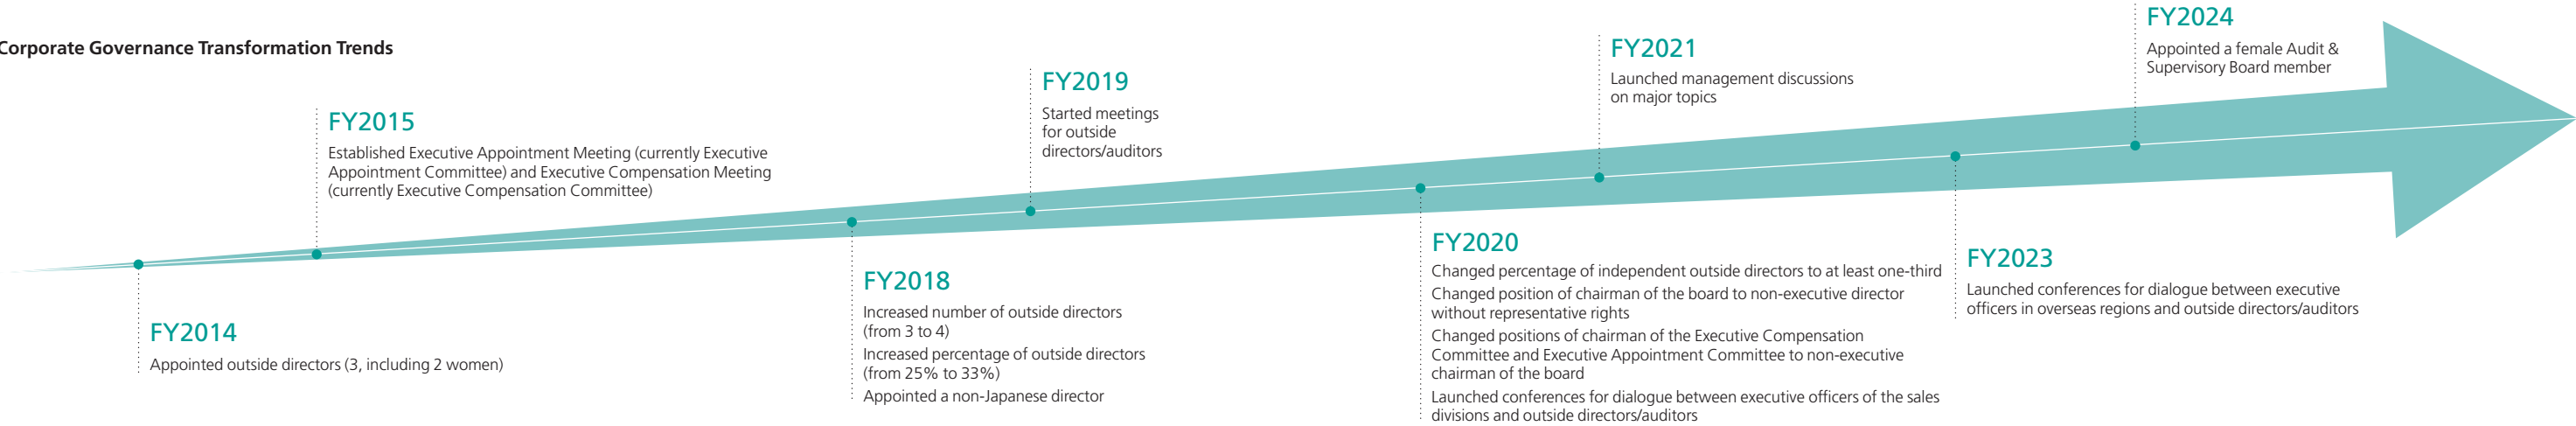 Corporate Governance Transformation Trends
FY2014
Appointed outside directors (3, including 2 women)
FY2015
Established Executive Appointment Meeting (currently Executive
Appointment Committee) and Executive Compensation Meeting
(currently Executive Compensation Committee)
FY2018
Increased number of outside directors
(from 3 to 4)
Increased percentage of outside directors
(from 25% to 33%)
Appointed a non-Japanese director
FY2019
Started meetings
for outside
directors/auditors
FY2020
Changed percentage of independent outside directors to at least one-third
Changed position of chairman of the board to non-executive director
without representative rights
Changed positions of chairman of the Executive Compensation
Committee and Executive Appointment Committee to non-executive
chairman of the board
Launched conferences for dialogue between executive officers of the sales
divisions and outside directors/auditors
FY2021
Launched management discussions
on major topics
FY2023
Launched conferences for dialogue between executive
officers in overseas regions and outside directors/auditors
FY2024
Appointed a female Audit &
Supervisory Board member